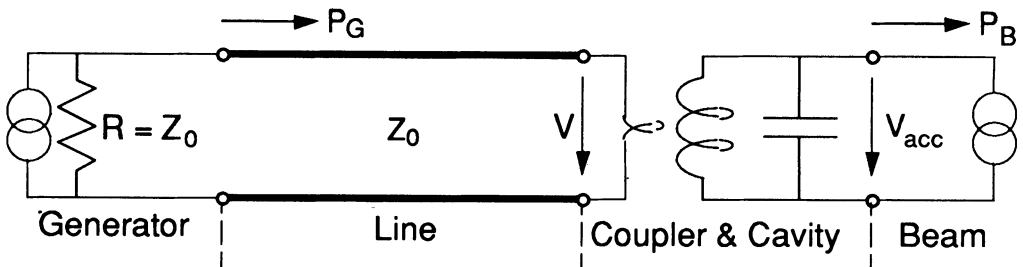 P_G
P_B
R = Z_0
Z_0
V
V_acc
Generator
Line
Coupler & Cavity
Beam